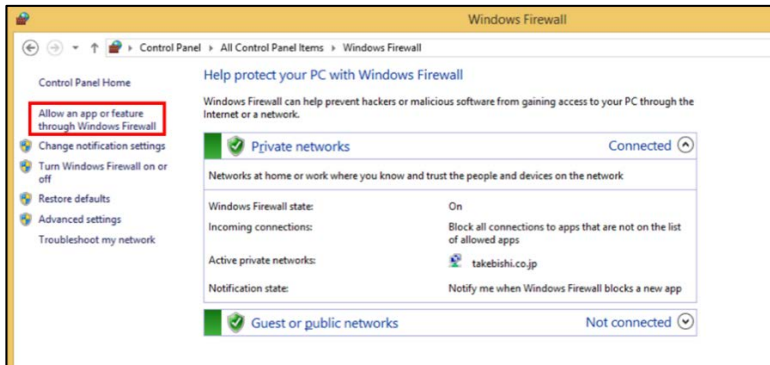 Windows Firewall
Control Panel ▸ All Control Panel Items ▸ Windows Firewall
Control Panel Home
Allow an app or feature
through Windows Firewall
Change notification settings
Turn Windows Firewall on or
off
Restore defaults
Advanced settings
Troubleshoot my network
Help protect your PC with Windows Firewall
Windows Firewall can help prevent hackers or malicious software from gaining access to your PC through the
Internet or a network.
Private networks Connected
Networks at home or work where you know and trust the people and devices on the network
Windows Firewall state: On
Incoming connections: Block all connections to apps that are not on the list
of allowed apps
Active private networks: takebishi.co.jp
Notification state: Notify me when Windows Firewall blocks a new app
Guest or public networks Not connected